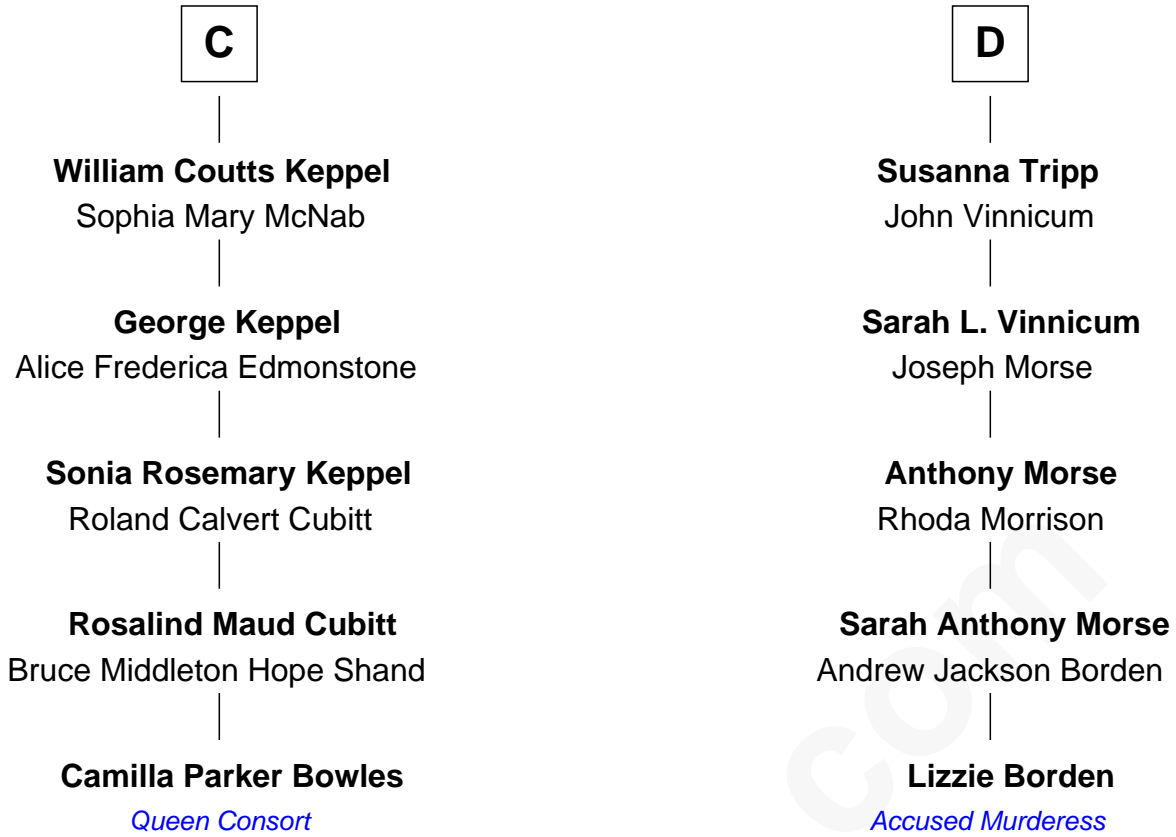 C
William Coutts Keppel
Sophia Mary McNab
George Keppel
Alice Frederica Edmonstone
Sonia Rosemary Keppel
Roland Calvert Cubitt
Rosalind Maud Cubitt
Bruce Middleton Hope Shand
Camilla Parker Bowles
Queen Consort
D
Susanna Tripp
John Vinnicum
Sarah L. Vinnicum
Joseph Morse
Anthony Morse
Rhoda Morrison
Sarah Anthony Morse
Andrew Jackson Borden
Lizzie Borden
Accused Murderess
com